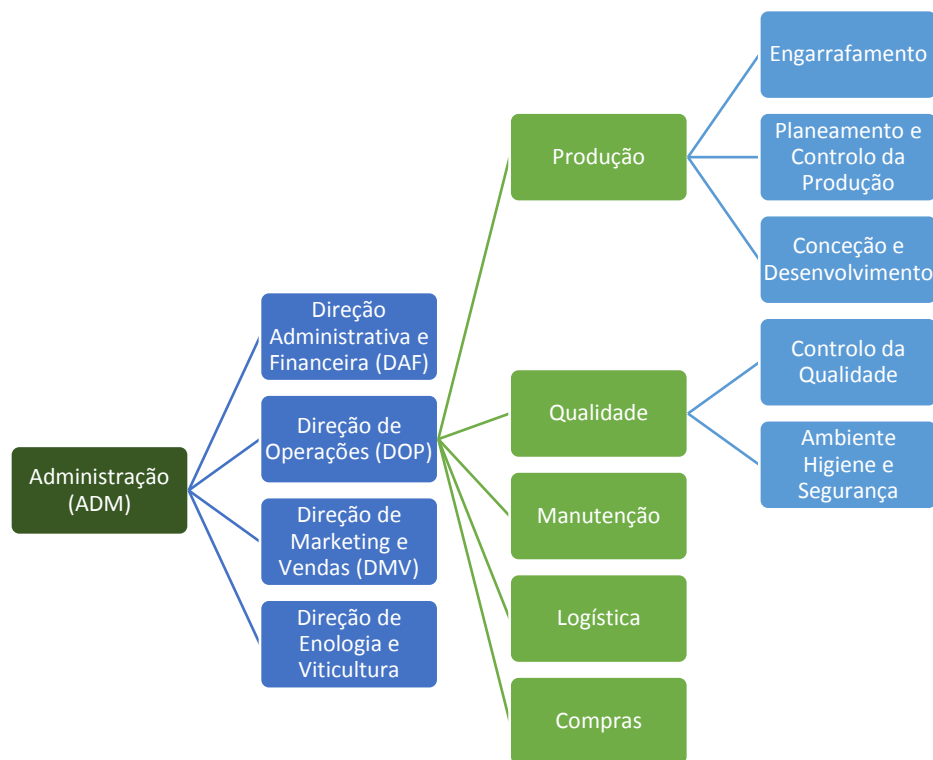 Administração
(ADM)
Direção
Administrativa e
Financeira (DAF)
Direção de
Operações (DOP)
Direção de
Marketing e
Vendas (DMV)
Direção de
Enologia e
Viticultura
Produção
Qualidade
Manutenção
Logística
Compras
Engarrafamento
Planeamento e
Controlo da
Produção
Conceção e
Desenvolvimento
Controlo da
Qualidade
Ambiente
Higiene e
Segurança